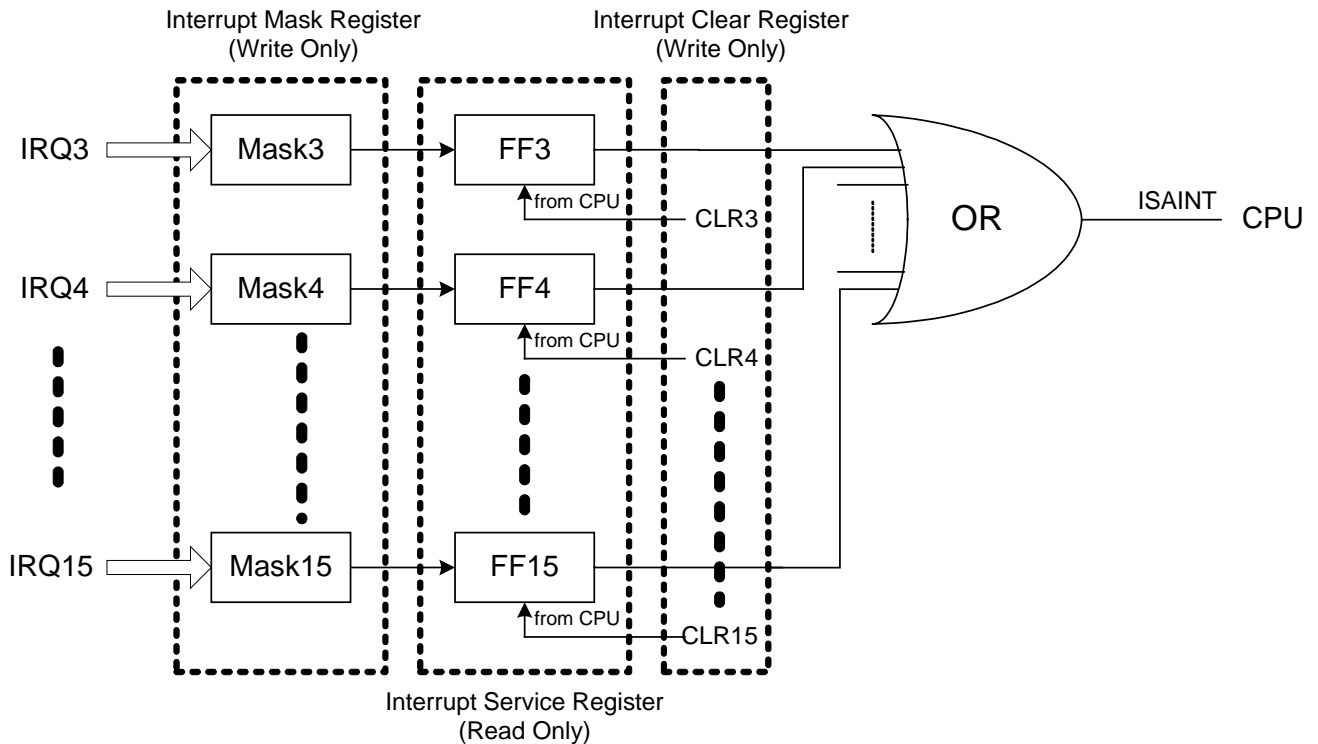 Interrupt Mask Register
(Write Only)
Interrupt Clear Register
(Write Only)
IRQ3
Mask3
FF3
from CPU
CLR3
OR
ISAINT
CPU
IRQ4
Mask4
FF4
from CPU
CLR4
IRQ15
Mask15
FF15
from CPU
CLR15
Interrupt Service Register
(Read Only)